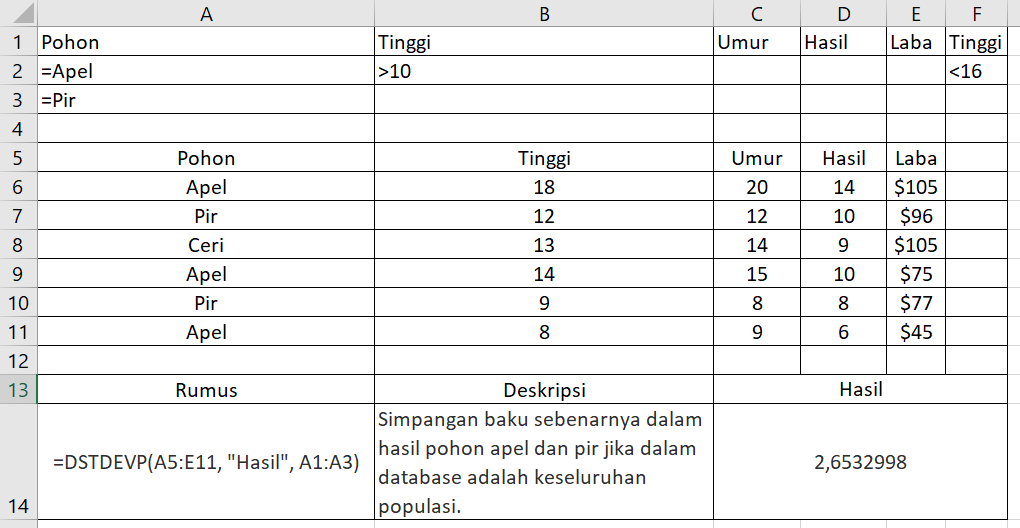 A B C D E F
1 Pohon Tinggi Umur Hasil Laba Tinggi
2 =Apel >10 <16
3 =Pir
4
5 Pohon Tinggi Umur Hasil Laba
6 Apel 18 20 14 $105
7 Pir 12 12 10 $96
8 Ceri 13 14 9 $105
9 Apel 14 15 10 $75
10 Pir 9 8 8 $77
11 Apel 8 9 6 $45
12
13 Rumus Deskripsi Hasil
Simpangan baku sebenarnya dalam
hasil pohon apel dan pir jika dalam
=DSTDEVP(A5:E11, "Hasil", A1:A3) 2,6532998
database adalah keseluruhan
14 populasi.